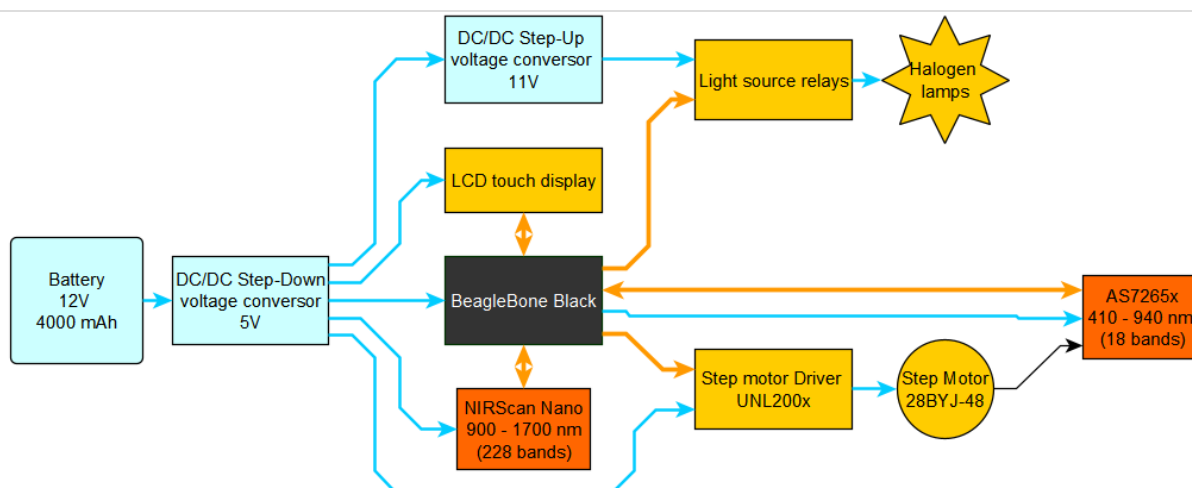 DC/DC Step-Up
voltage conversor
11V
Light source relays
Halogen
lamps
LCD touch display
Battery
12V
4000 mAh
DC/DC Step-Down
voltage conversor
5V
BeagleBone Black
AS7265x
410 - 940 nm
(18 bands)
NIRScan Nano
900 - 1700 nm
(228 bands)
Step motor Driver
UNL200x
Step Motor
28BYJ-48